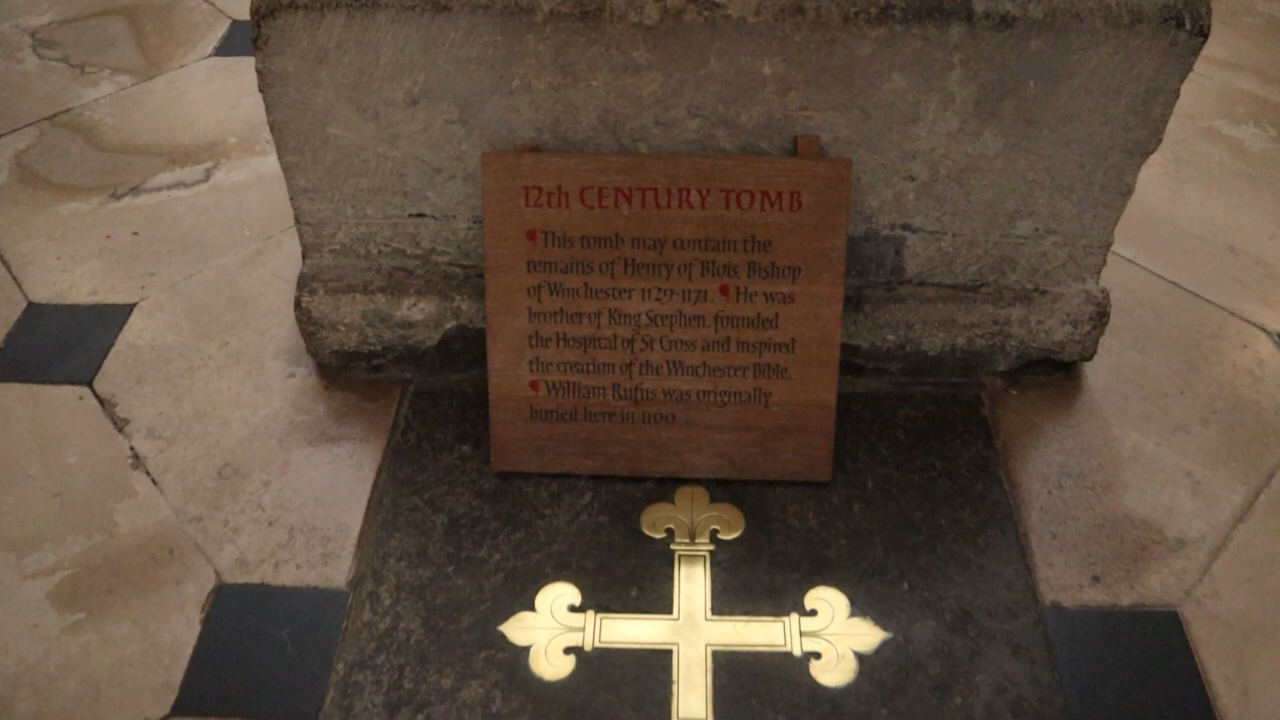 12th CENTURY TOMB
¶ This tomb may contain the
remains of Henry of Blois, Bishop
of Winchester 1129-1171. ¶ He was
brother of King Stephen, founded
the Hospital of St Cross and inspired
the creation of the Winchester Bible.
¶ William Rufus was originally
buried here in 1100.